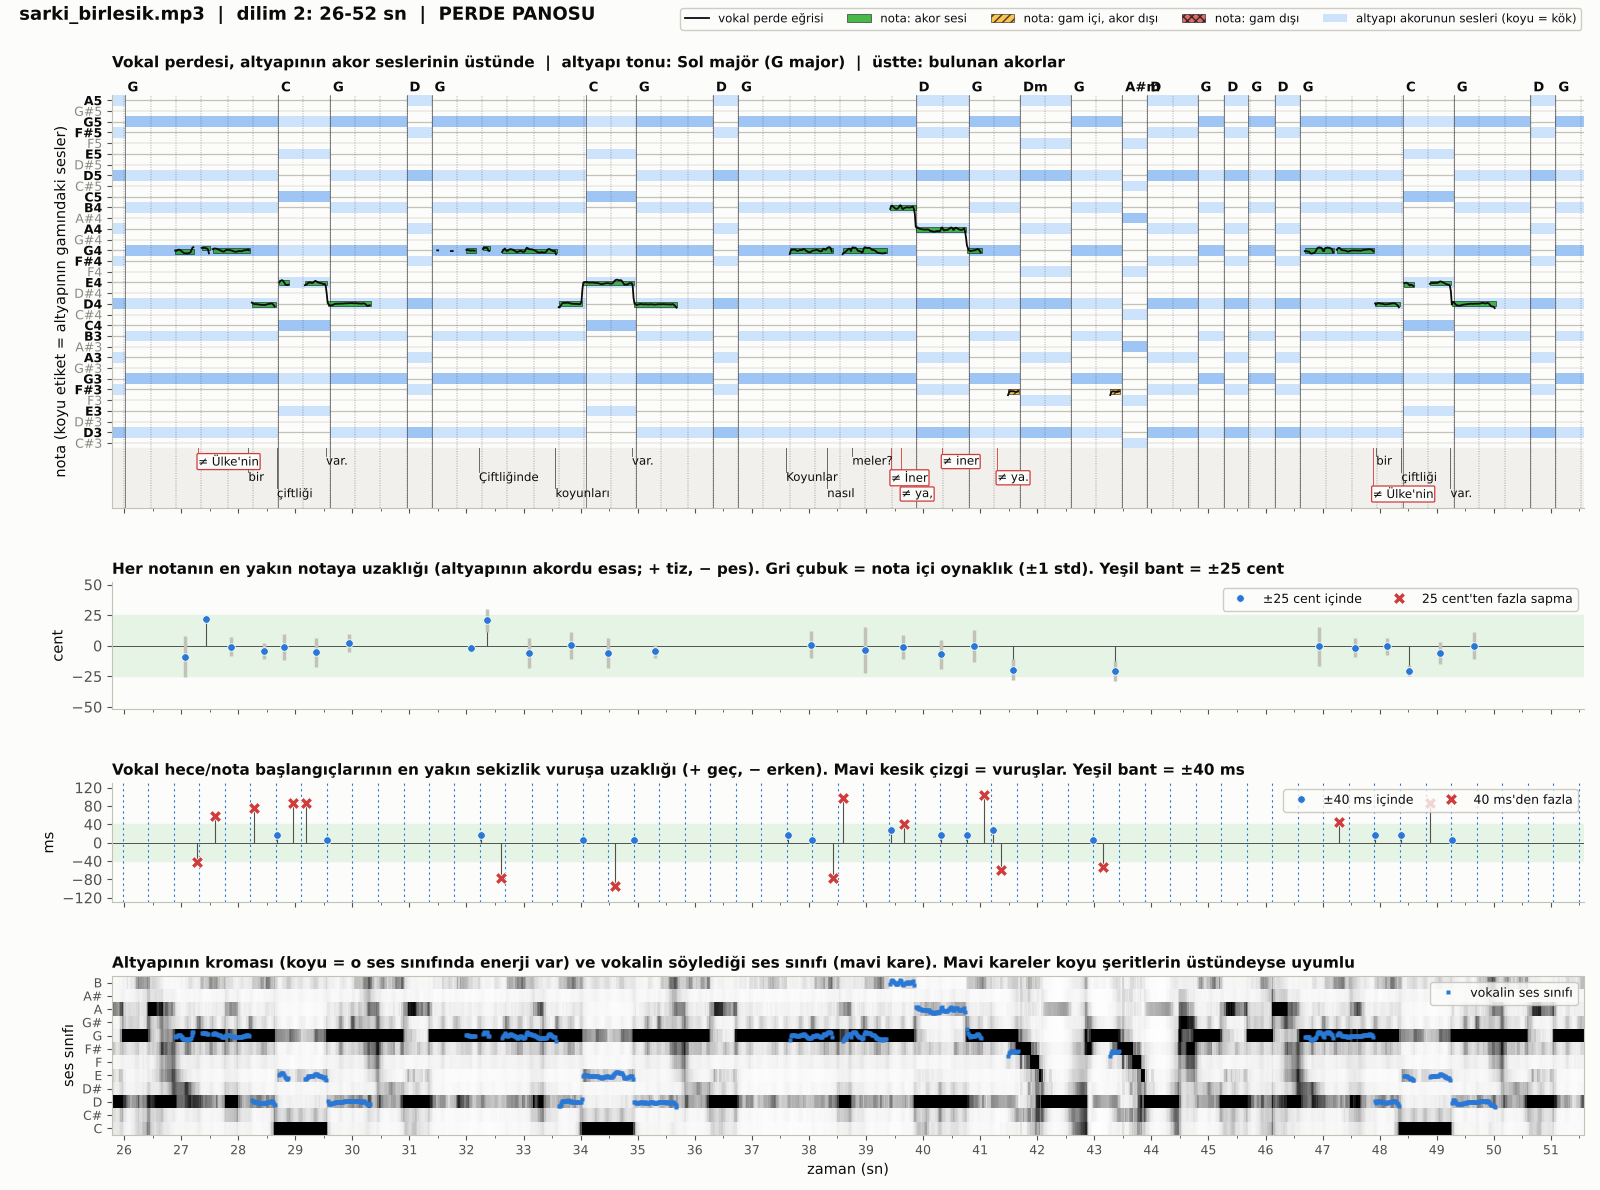 sarki_birlesik.mp3 | dilim 2: 26-52 sn | PERDE PANOSU
vokal perde eğrisi
nota: akor sesi
nota: gam içi, akor dışı
nota: gam dışı
altyapı akorunun sesleri (koyu = kök)
Vokal perdesi, altyapının akor seslerinin üstünde | altyapı tonu: Sol majör (G major) | üstte: bulunan akorlar
G C G D G C G D G D G Dm G A#m D G D G D G C G D G
nota (koyu etiket = altyapının gamındaki sesler)
A5
G#5
G5
F#5
F5
E5
D#5
D5
C#5
C5
B4
A#4
A4
G#4
G4
F#4
F4
E4
D#4
D4
C#4
C4
B3
A#3
A3
G#3
G3
F#3
F3
E3
D#3
D3
C#3
≠ Ülke'nin var. var. meler? ≠ iner bir
bir Çiftliğinde Koyunlar ≠ İner ≠ ya. çiftliği
çiftliği koyunları nasıl ≠ ya, ≠ Ülke'nin var.
Her notanın en yakın notaya uzaklığı (altyapının akordu esas; + tiz, − pes). Gri çubuk = nota içi oynaklık (±1 std). Yeşil bant = ±25 cent
cent
50
25
0
−25
−50
±25 cent içinde
25 cent'ten fazla sapma
Vokal hece/nota başlangıçlarının en yakın sekizlik vuruşa uzaklığı (+ geç, − erken). Mavi kesik çizgi = vuruşlar. Yeşil bant = ±40 ms
ms
120
80
40
0
−40
−80
−120
±40 ms içinde
40 ms'den fazla
Altyapının kroması (koyu = o ses sınıfında enerji var) ve vokalin söylediği ses sınıfı (mavi kare). Mavi kareler koyu şeritlerin üstündeyse uyumlu
ses sınıfı
B
A#
A
G#
G
F#
F
E
D#
D
C#
C
vokalin ses sınıfı
26 27 28 29 30 31 32 33 34 35 36 37 38 39 40 41 42 43 44 45 46 47 48 49 50 51
zaman (sn)